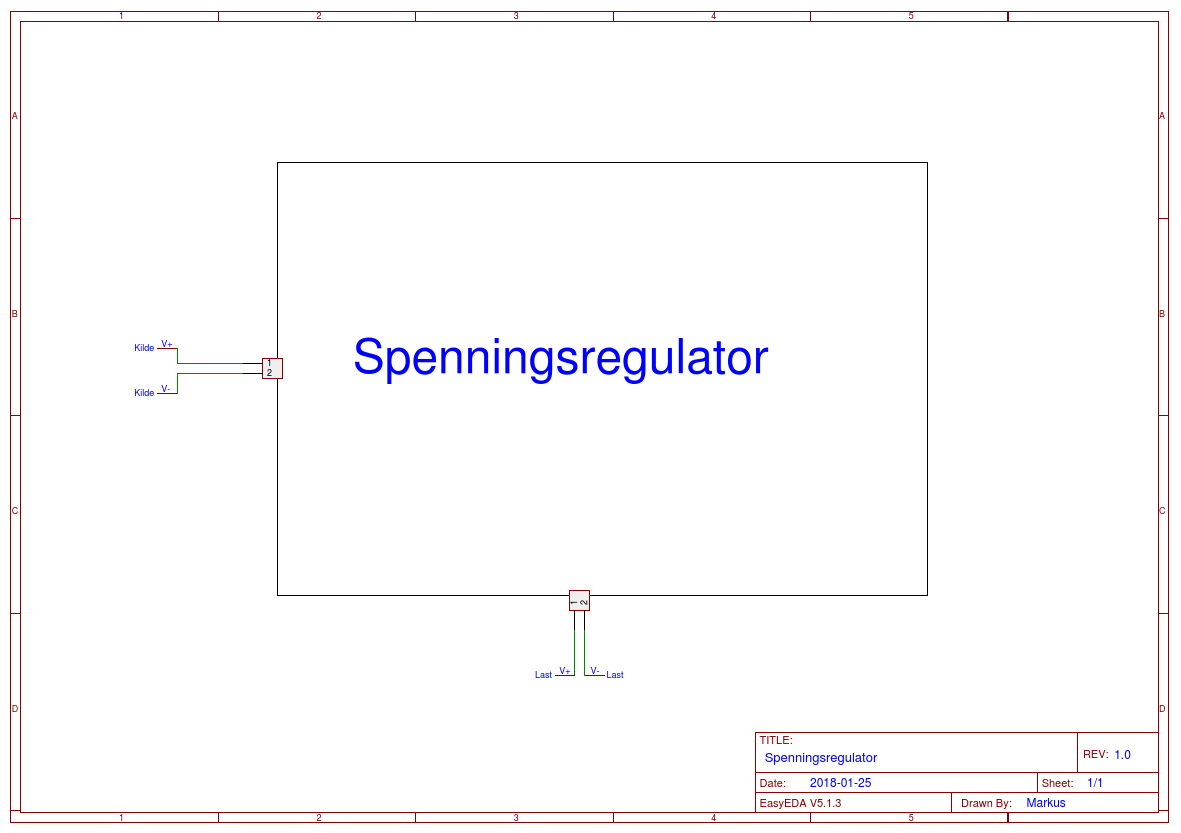 1 2 3 4 5
A A
B B
Kilde V+
1
2
Kilde V-
Spenningsregulator
C C
1 2
Last V+ V- Last
D D
TITLE:
Spenningsregulator
REV: 1.0
Date: 2018-01-25
Sheet: 1/1
EasyEDA V5.1.3
Drawn By: Markus
1 2 3 4 5